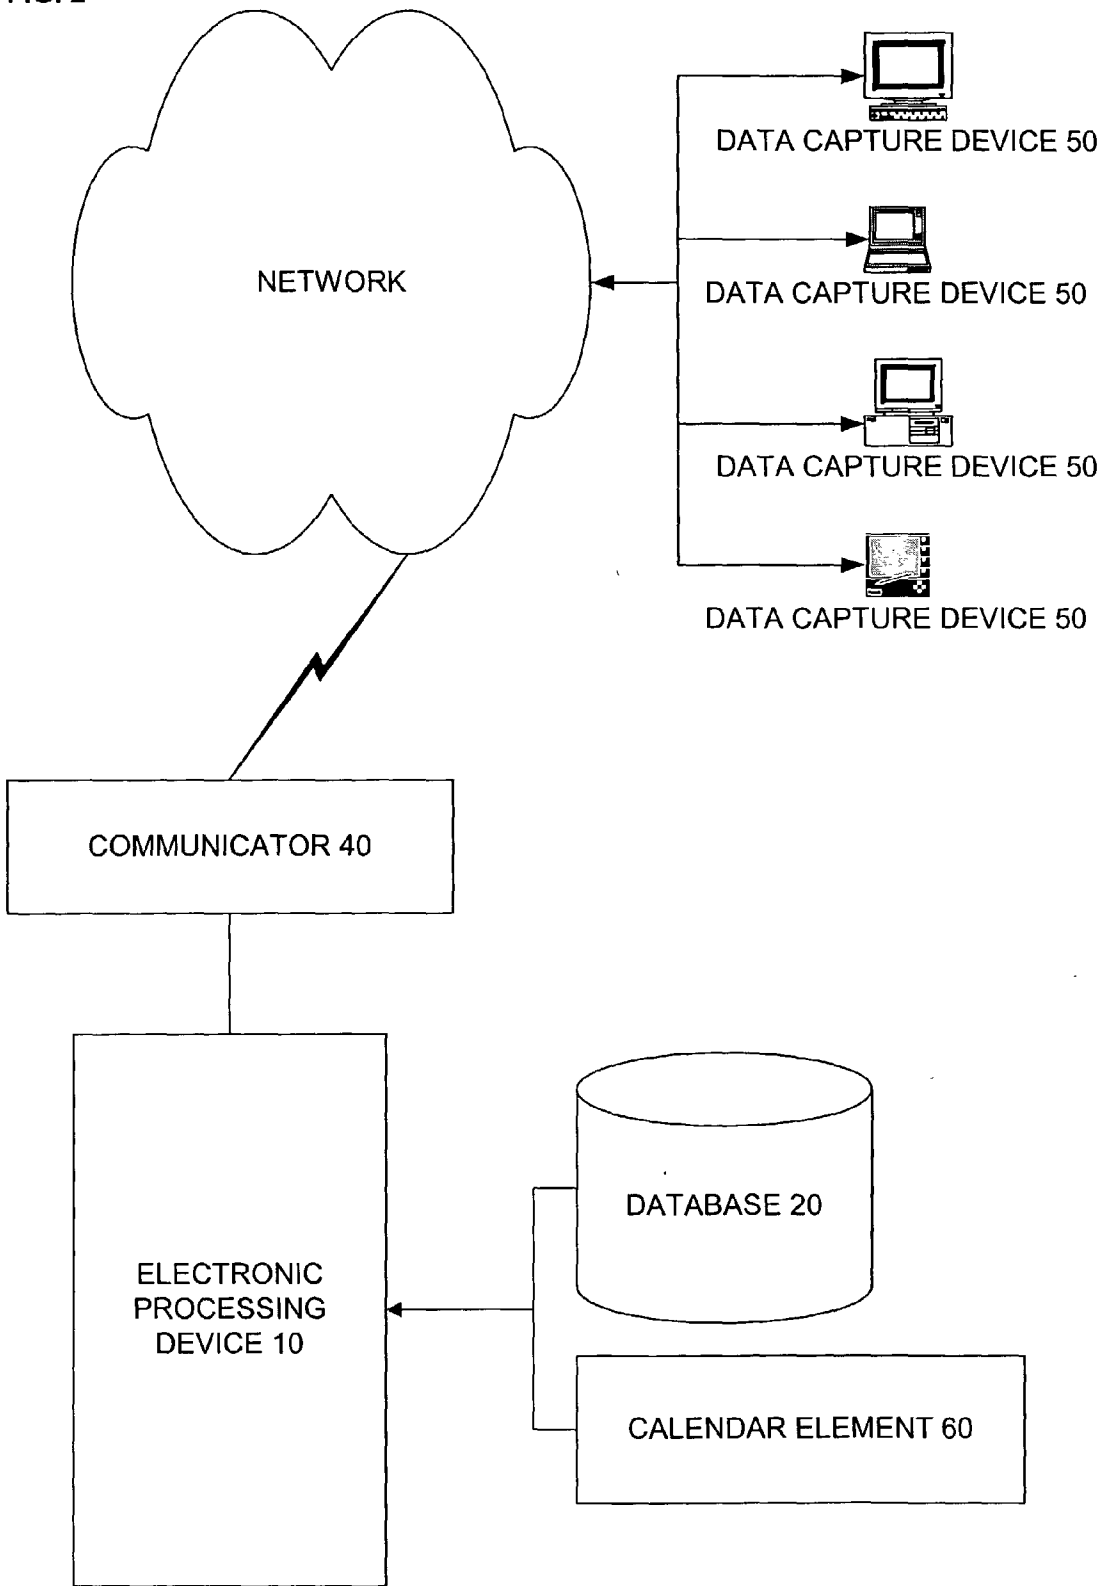 DATA CAPTURE DEVICE 50
NETWORK
DATA CAPTURE DEVICE 50
DATA CAPTURE DEVICE 50
DATA CAPTURE DEVICE 50
COMMUNICATOR 40
DATABASE 20
ELECTRONIC
PROCESSING
DEVICE 10
CALENDAR ELEMENT 60